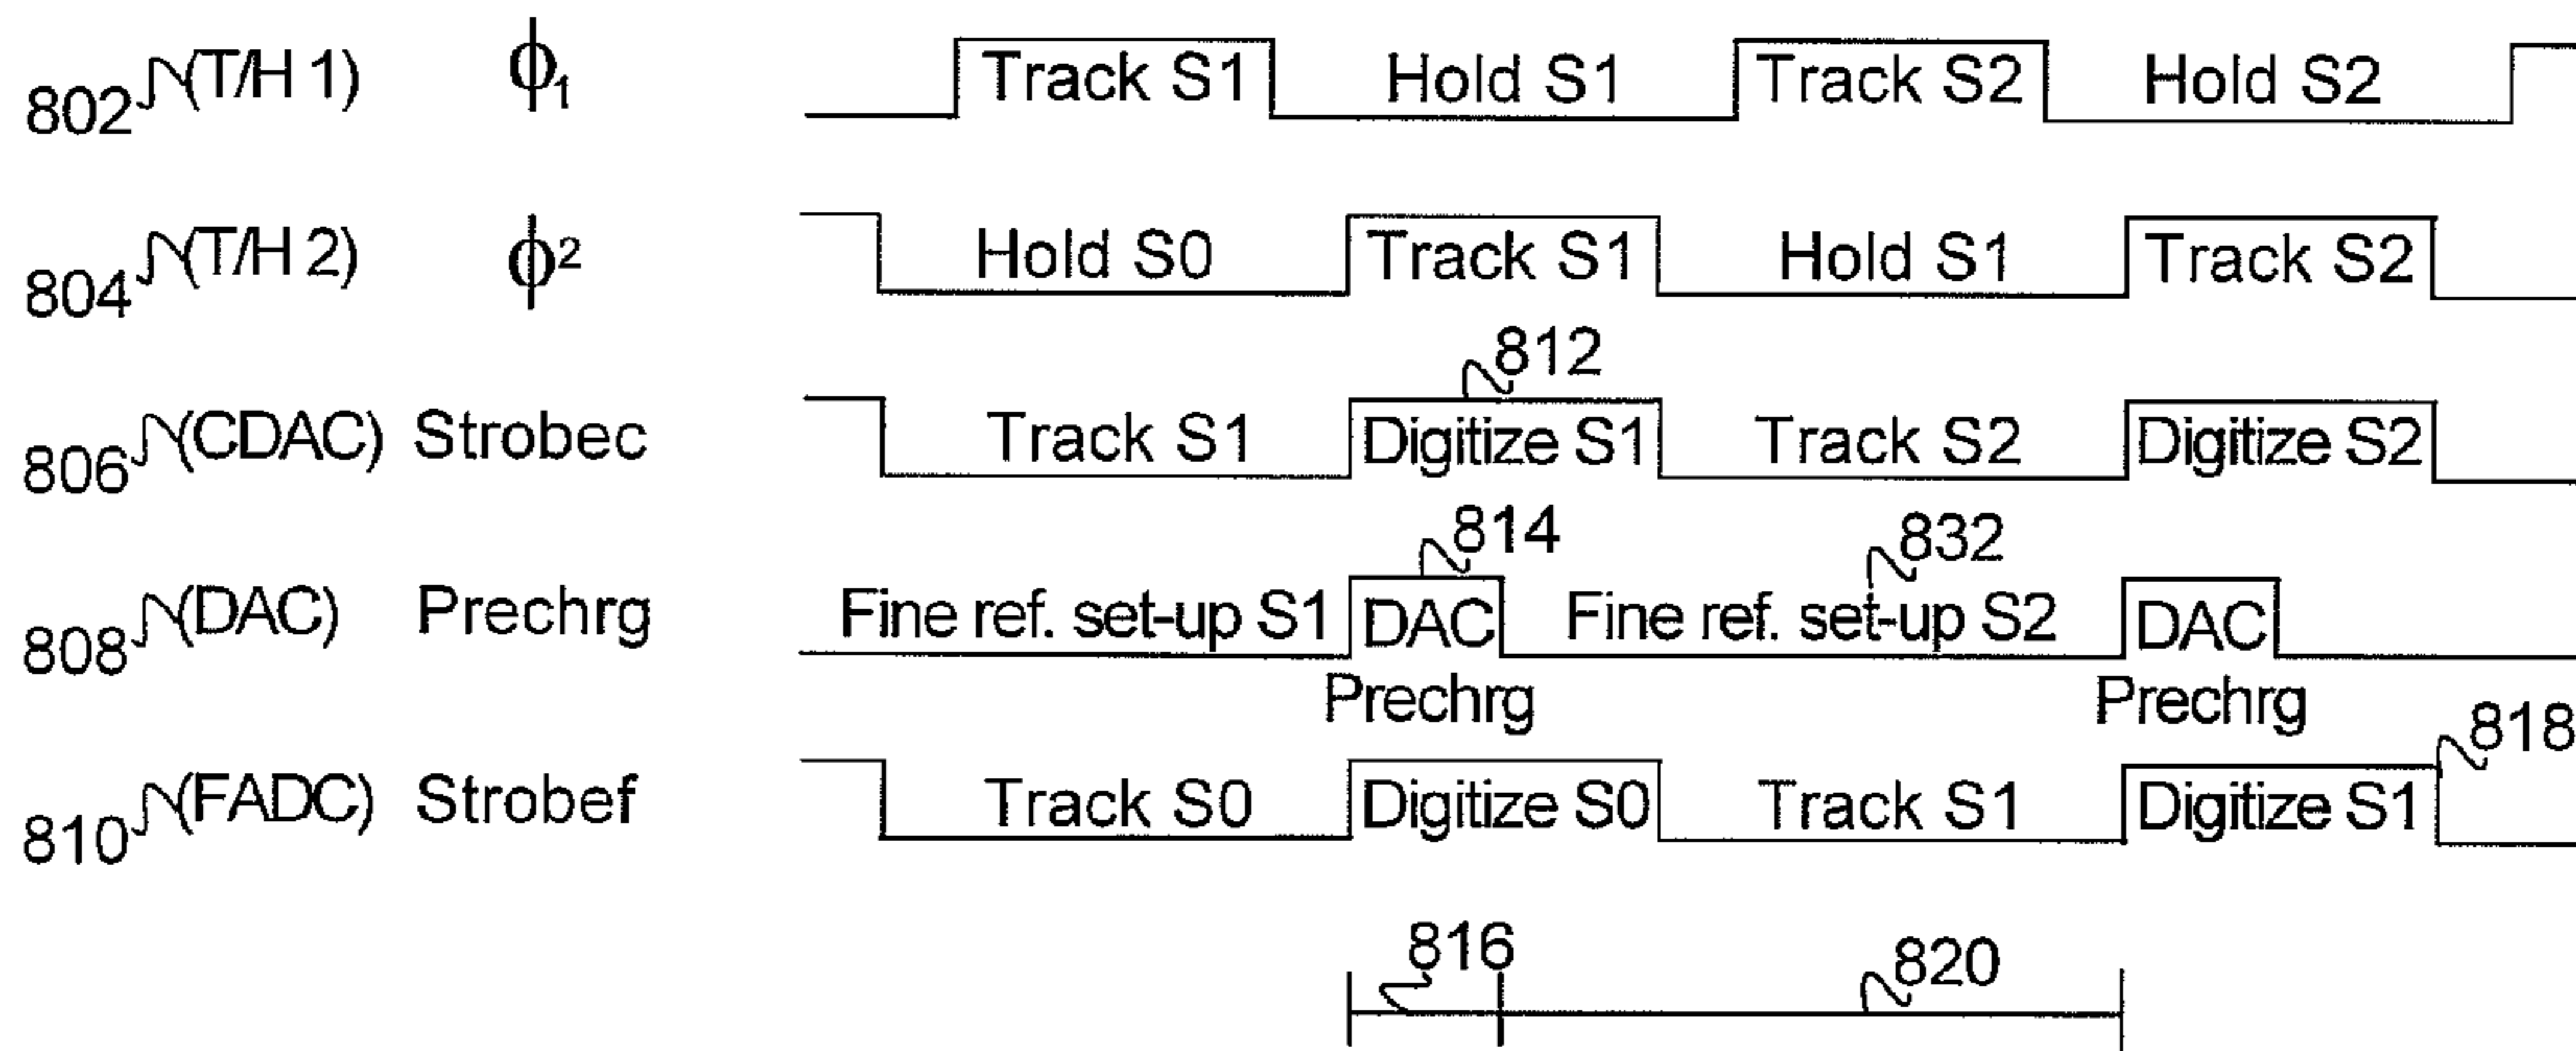 802 (T/H 1) ϕ1 Track S1 Hold S1 Track S2 Hold S2
804 (T/H 2) ϕ2 Hold S0 Track S1 Hold S1 Track S2
812
806 (CDAC) Strobec Track S1 Digitize S1 Track S2 Digitize S2
814 832
808 (DAC) Prechrg Fine ref. set-up S1 DAC Fine ref. set-up S2 DAC
Prechrg Prechrg
818
810 (FADC) Strobef Track S0 Digitize S0 Track S1 Digitize S1
816 820